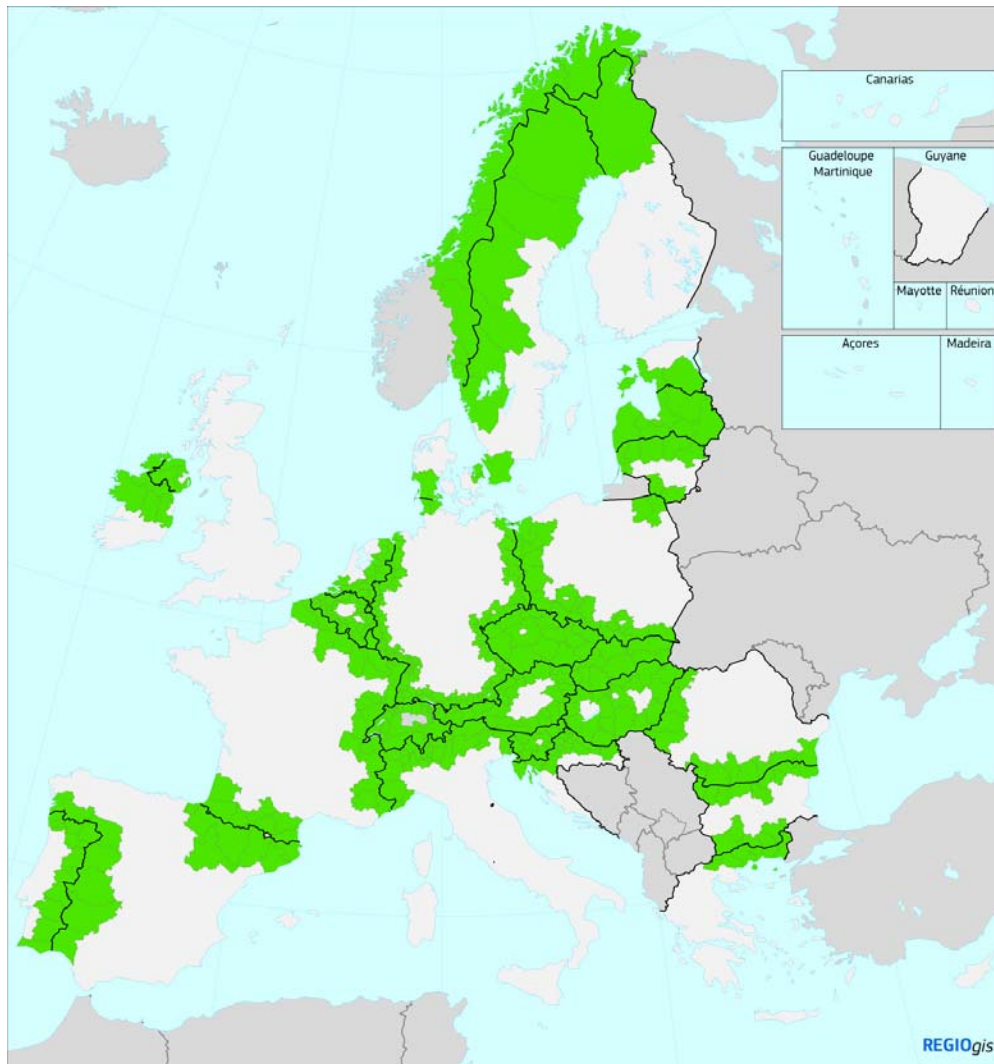 Canarias
Guadeloupe
Martinique
Guyane
Mayotte
Réunion
Açores
Madeira
REGIOgis